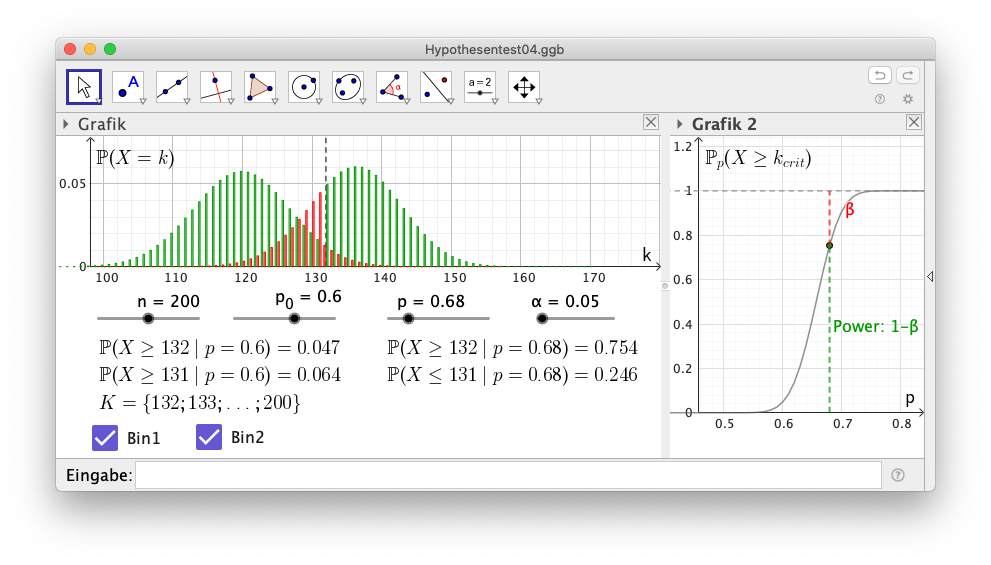 Hypothesentest04.ggb
A
α
a=2
Grafik
ℙ(X = k)
0.05
0
100 110 120 130 140 150 160 170
k
n = 200
p₀ = 0.6
p = 0.68
α = 0.05
ℙ(X ≥ 132 | p = 0.6) = 0.047
ℙ(X ≥ 132 | p = 0.68) = 0.754
ℙ(X ≥ 131 | p = 0.6) = 0.064
ℙ(X ≤ 131 | p = 0.68) = 0.246
K = {132; 133; . . . ; 200}
Bin1
Bin2
Grafik 2
ℙₚ(X ≥ k_crit)
1.2
1
0.8
0.6
0.4
0.2
0
β
Power: 1–β
p
0.5 0.6 0.7 0.8
Eingabe: